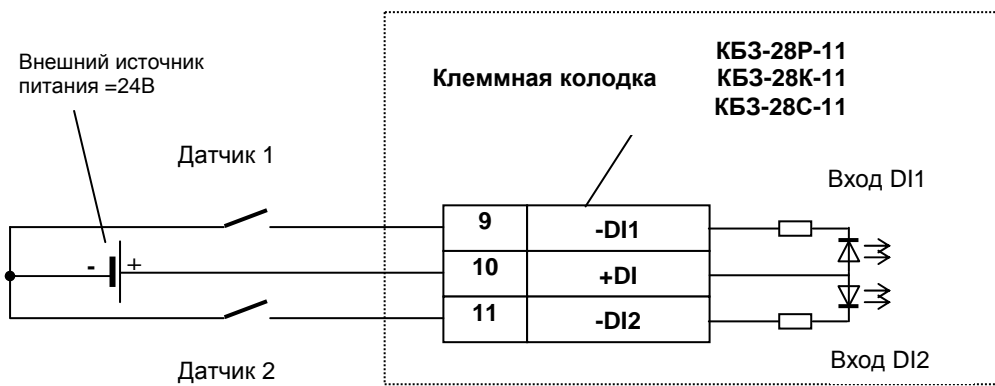 Внешний источник
питания =24В
Клеммная колодка
КБЗ-28Р-11
КБЗ-28К-11
КБЗ-28С-11
Датчик 1
Вход DI1
9 -DI1
- +
10 +DI
11 -DI2
Датчик 2
Вход DI2